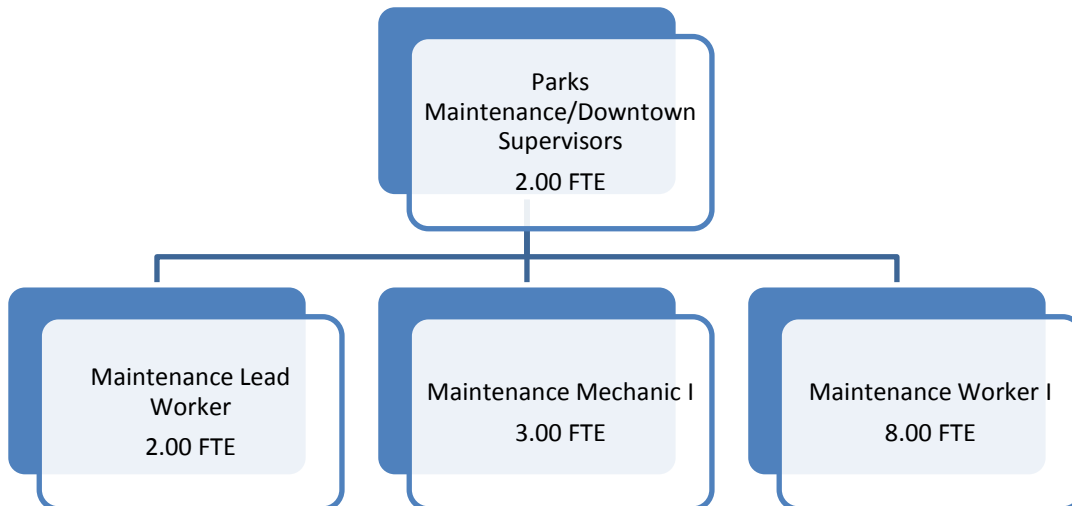 Parks
Maintenance/Downtown
Supervisors
2.00 FTE
Maintenance Lead
Worker
2.00 FTE
Maintenance Mechanic I
3.00 FTE
Maintenance Worker I
8.00 FTE